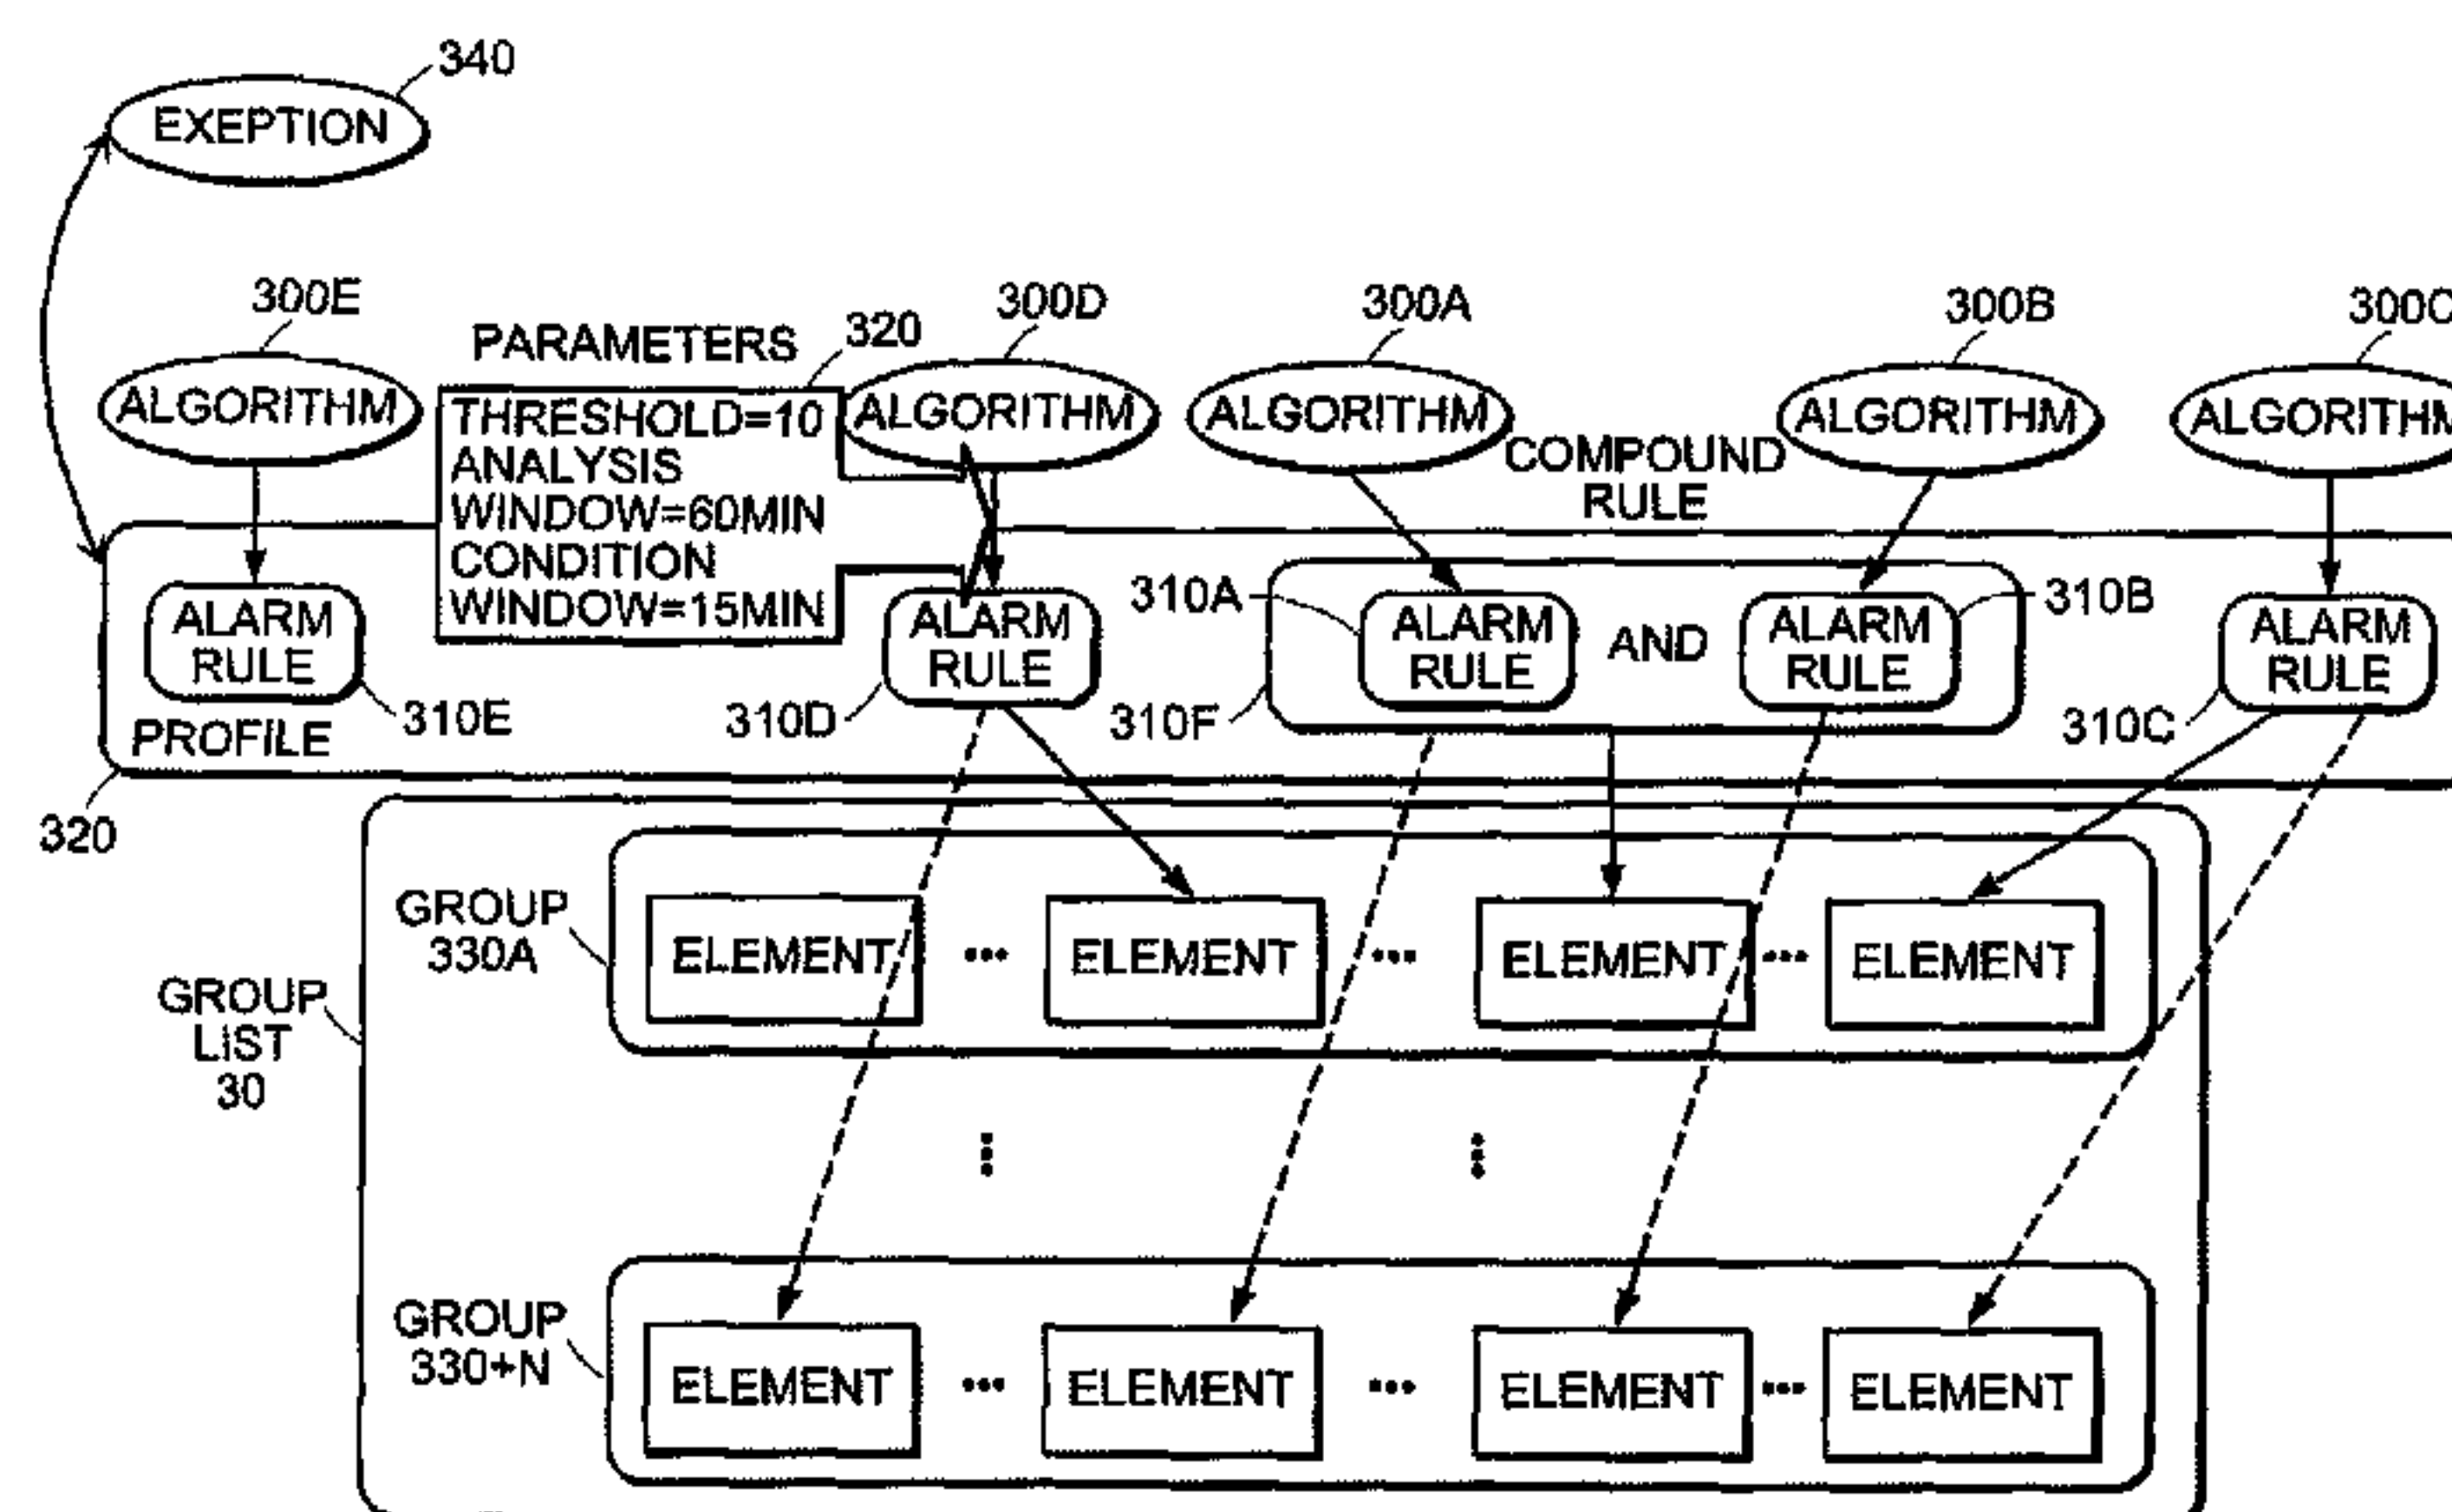 340
EXEPTION
300E
300D
300A
300B
300C
PARAMETERS
320
ALGORITHM
THRESHOLD=10
ANALYSIS
WINDOW=60MIN
CONDITION
WINDOW=15MIN
ALGORITHM
ALGORITHM
COMPOUND
RULE
ALGORITHM
ALGORITHM
ALARM
RULE
310E
PROFILE
320
ALARM
RULE
310D
310A
ALARM
RULE
AND
ALARM
RULE
310B
310F
ALARM
RULE
310C
GROUP
330A
ELEMENT ... ELEMENT ... ELEMENT ... ELEMENT
GROUP
LIST
30
GROUP
330+N
ELEMENT ... ELEMENT ... ELEMENT ... ELEMENT